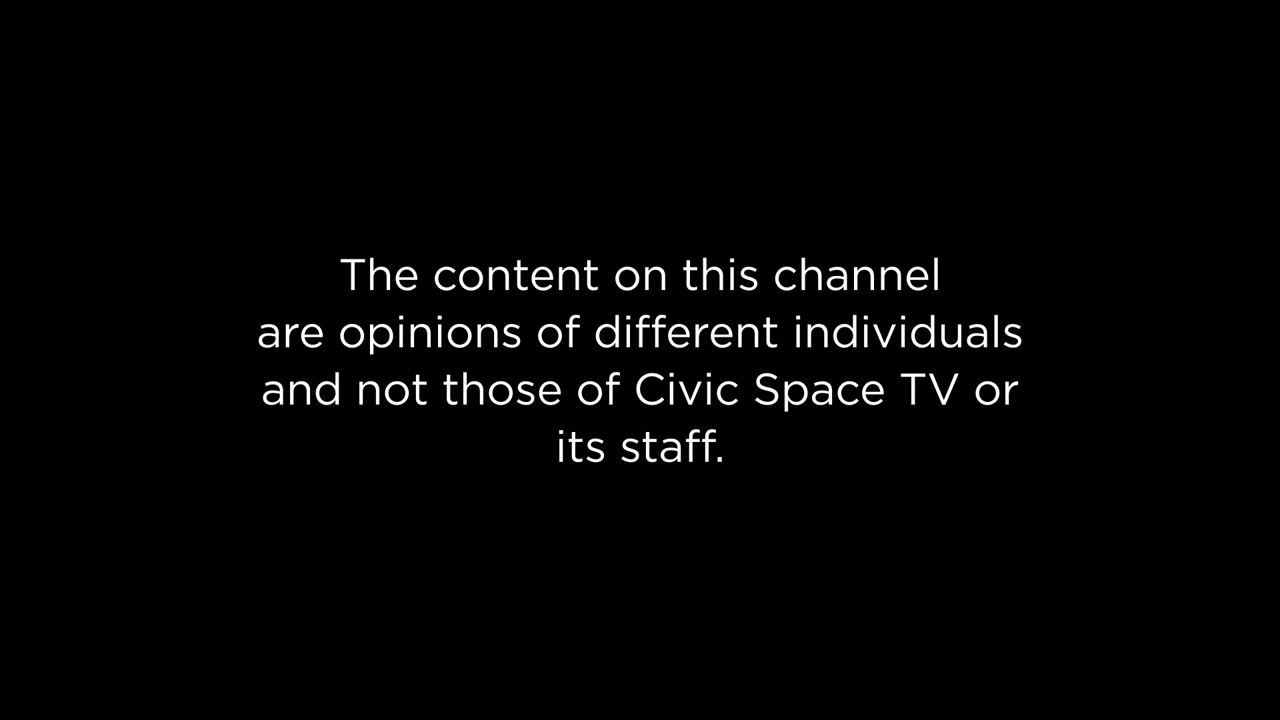 The content on this channel
are opinions of different individuals
and not those of Civic Space TV or
its staff.